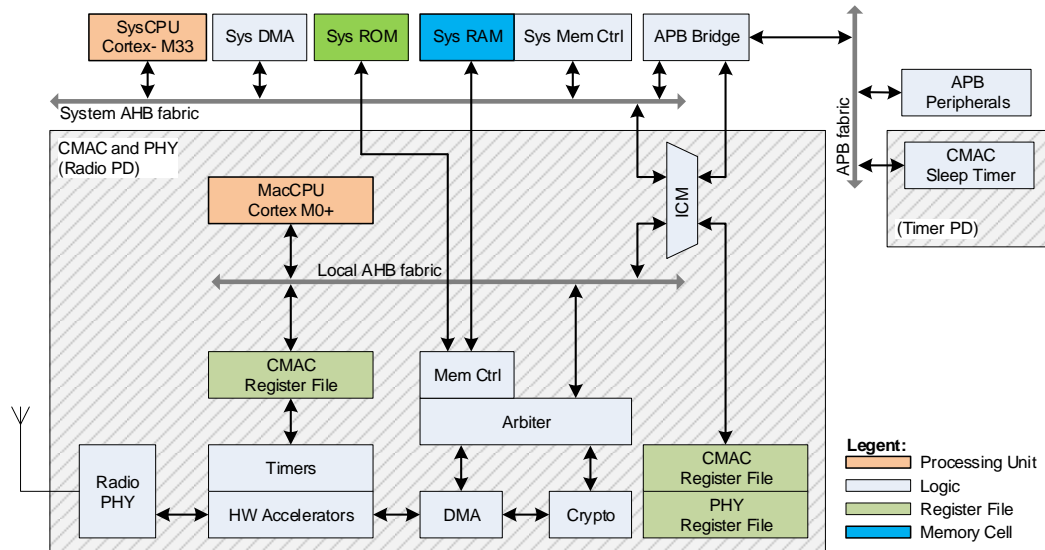 SysCPU
Cortex- M33
Sys DMA
Sys ROM
Sys RAM
Sys Mem Ctrl
APB Bridge
System AHB fabric
APB
Peripherals
APB fabric
CMAC and PHY
(Radio PD)
CMAC
Sleep Timer
(Timer PD)
MacCPU
Cortex M0+
ICM
Local AHB fabric
CMAC
Register File
Mem Ctrl
Arbiter
Radio
PHY
Timers
HW Accelerators
DMA
Crypto
CMAC
Register File
PHY
Register File
Legent:
Processing Unit
Logic
Register File
Memory Cell